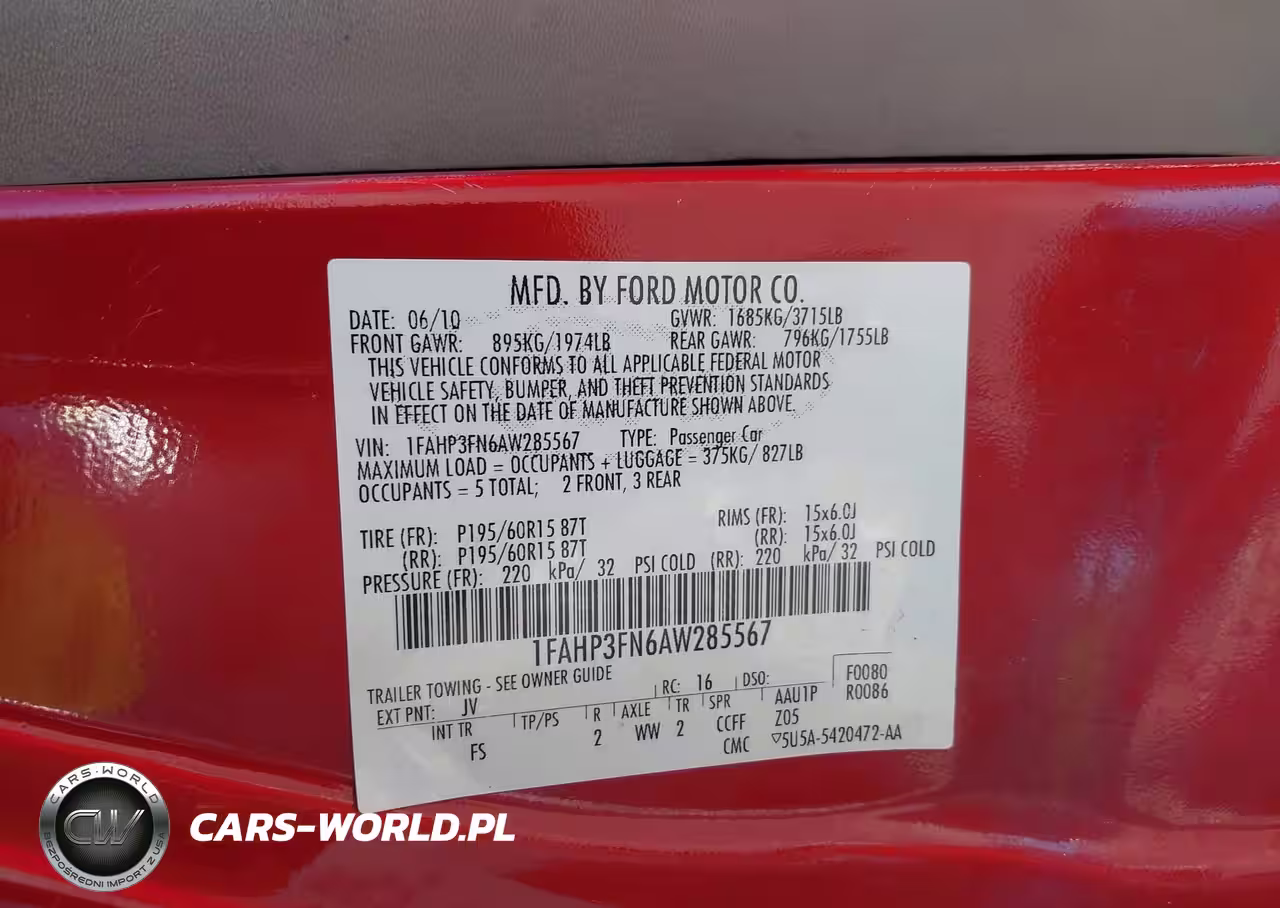 MFD. BY FORD MOTOR CO.
DATE: 06/10 GVWR: 1685KG/3715LB
FRONT GAWR: 895KG/1974LB REAR GAWR: 796KG/1755LB
THIS VEHICLE CONFORMS TO ALL APPLICABLE FEDERAL MOTOR
VEHICLE SAFETY, BUMPER, AND THEFT PREVENTION STANDARDS
IN EFFECT ON THE DATE OF MANUFACTURE SHOWN ABOVE.
VIN: 1FAHP3FN6AW285567 TYPE: Passenger Car
MAXIMUM LOAD = OCCUPANTS + LUGGAGE = 375KG/ 827LB
OCCUPANTS = 5 TOTAL; 2 FRONT, 3 REAR
TIRE (FR): P195/60R15 87T RIMS (FR): 15x6.0J
(RR): P195/60R15 87T (RR): 15x6.0J
PRESSURE (FR): 220 kPa/ 32 PSI COLD (RR): 220 kPa/ 32 PSI COLD
1FAHP3FN6AW285567
TRAILER TOWING - SEE OWNER GUIDE
EXT PNT: JV RC: 16 DSO: F0080
R0086
INT TR TP/PS R AXLE TR SPR AAU1P
FS 2 WW 2 CCFF Z05
CMC ▽5U5A-5420472-AA
CARS-WORLD
CW
BEZPOŚREDNI IMPORT Z USA
CARS-WORLD.PL